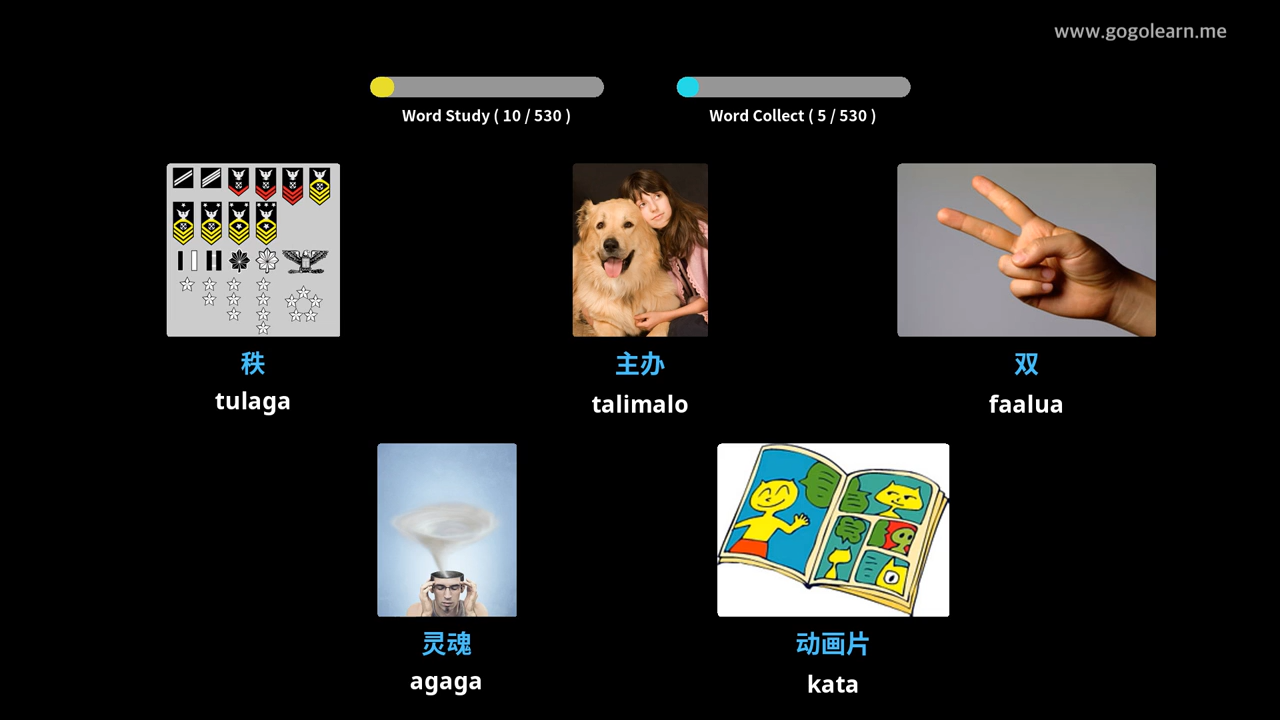 www.gogolearn.me
Word Study ( 10 / 530 )
Word Collect ( 5 / 530 )
秩
tulaga
主办
talimalo
双
faalua
灵魂
agaga
动画片
kata